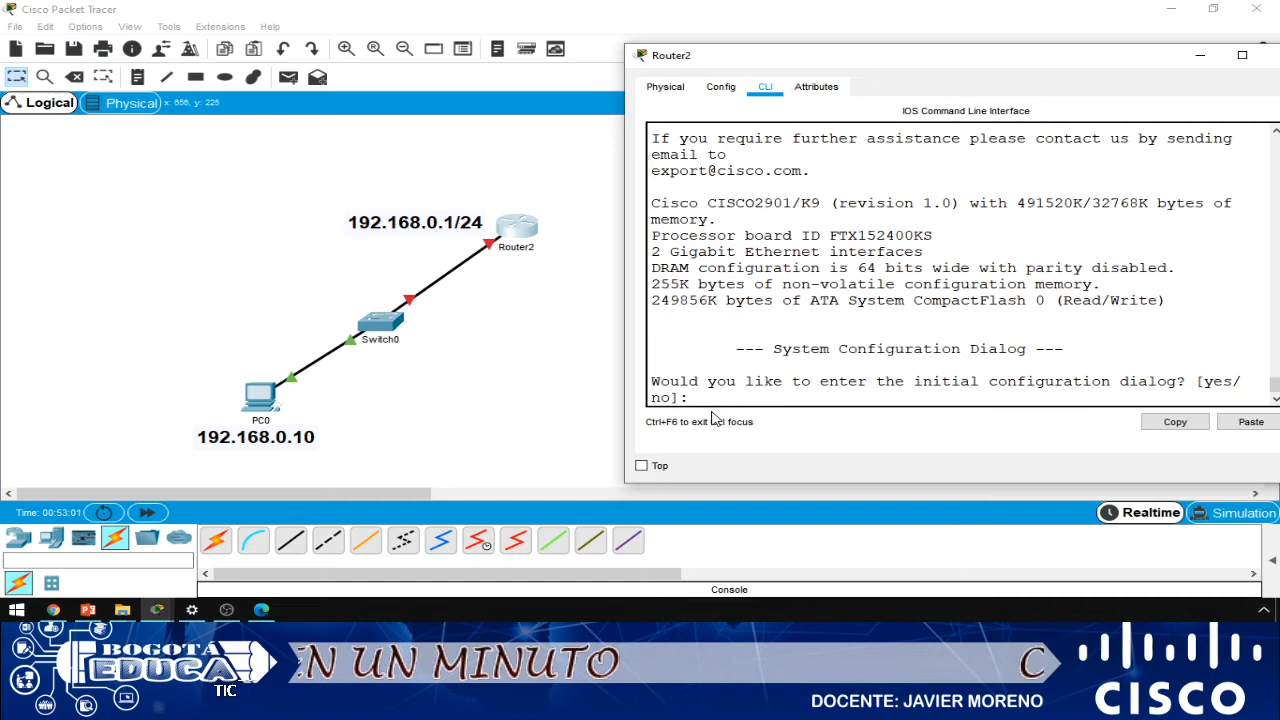 Cisco Packet Tracer
File Edit Options View Tools Extensions Help
Logical Physical x: 656, y: 225
192.168.0.1/24
Router2
Switch0
PC0
192.168.0.10
Router2
Physical Config CLI Attributes
IOS Command Line Interface
If you require further assistance please contact us by sending
email to
export@cisco.com.
Cisco CISCO2901/K9 (revision 1.0) with 491520K/32768K bytes of
memory.
Processor board ID FTX152400KS
2 Gigabit Ethernet interfaces
DRAM configuration is 64 bits wide with parity disabled.
255K bytes of non-volatile configuration memory.
249856K bytes of ATA System CompactFlash 0 (Read/Write)
--- System Configuration Dialog ---
Would you like to enter the initial configuration dialog? [yes/
no]:
Ctrl+F6 to exit CLI focus
Copy Paste
Top
Time: 00:53:01
Realtime Simulation
Console
BOGOTA
EDUCA
TIC
EN UN MINUTO C
DOCENTE: JAVIER MORENO
CISCO